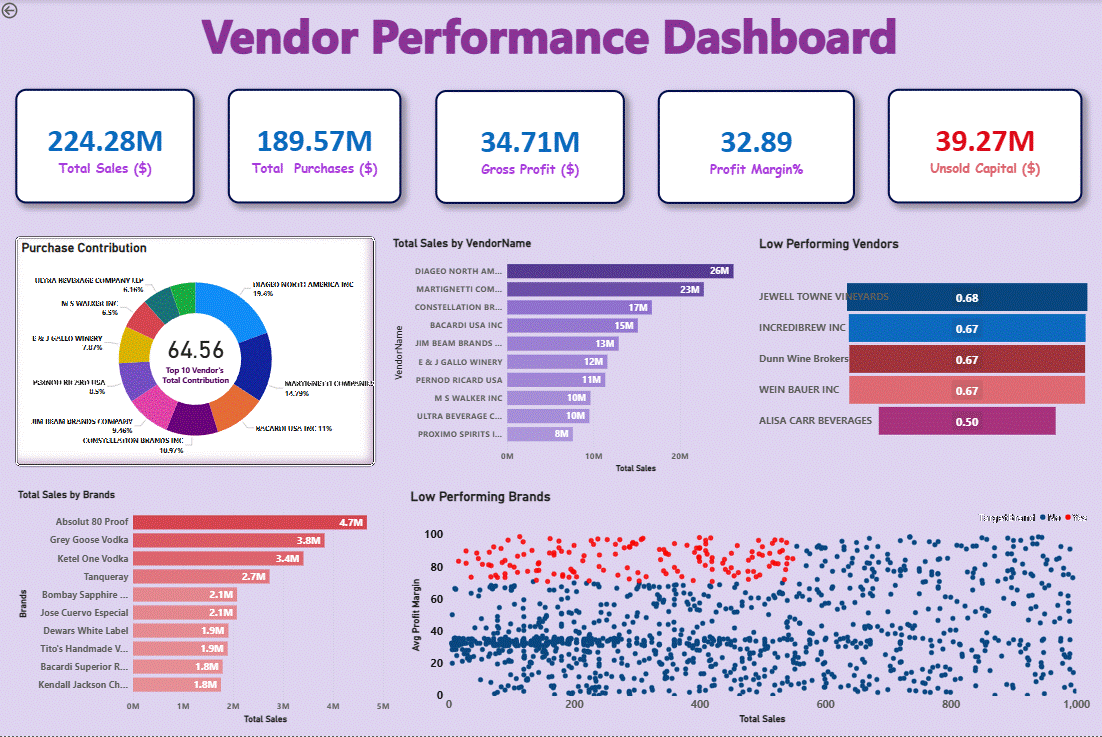 Vendor Performance Dashboard
224.28M
Total Sales ($)
189.57M
Total Purchases ($)
34.71M
Gross Profit ($)
32.89
Profit Margin%
39.27M
Unsold Capital ($)
Purchase Contribution
ULTRA BEVERAGE COMPANY LLP
6.16%
M S WALKER INC
6.5%
E & J GALLO WINERY
7.87%
PERNOD RICARD USA
8.5%
JIM BEAM BRANDS COMPANY
9.46%
CONSTELLATION BRANDS INC
10.97%
BACARDI USA INC 11%
MARTIGNETTI COMPANIES
14.79%
DIAGEO NORTH AMERICA INC
64.56
Top 10 Vendor's
Total Contribution
Total Sales by VendorName
VendorName
DIAGEO NORTH AM... 26M
MARTIGNETTI COM... 23M
CONSTELLATION BR... 17M
BACARDI USA INC 15M
JIM BEAM BRANDS ... 13M
E & J GALLO WINERY 12M
PERNOD RICARD USA 11M
M S WALKER INC 10M
ULTRA BEVERAGE C... 10M
PROXIMO SPIRITS I... 8M
0M 10M 20M
Total Sales
Low Performing Vendors
JEWELL TOWNE VINEYARDS 0.68
INCREDIBREW INC 0.67
Dunn Wine Brokers 0.67
WEIN BAUER INC 0.67
ALISA CARR BEVERAGES 0.50
Total Sales by Brands
Brands
Absolut 80 Proof 4.7M
Grey Goose Vodka 3.8M
Ketel One Vodka 3.4M
Tanqueray 2.7M
Bombay Sapphire ... 2.1M
Jose Cuervo Especial 2.1M
Dewars White Label 1.9M
Tito's Handmade V... 1.9M
Bacardi Superior R... 1.8M
Kendall Jackson Ch... 1.8M
0M 1M 2M 3M 4M 5M
Total Sales
Low Performing Brands
TargetBrand No Yes
Avg Profit Margin
100
80
60
40
20
0
0 200 400 600 800 1,000
Total Sales